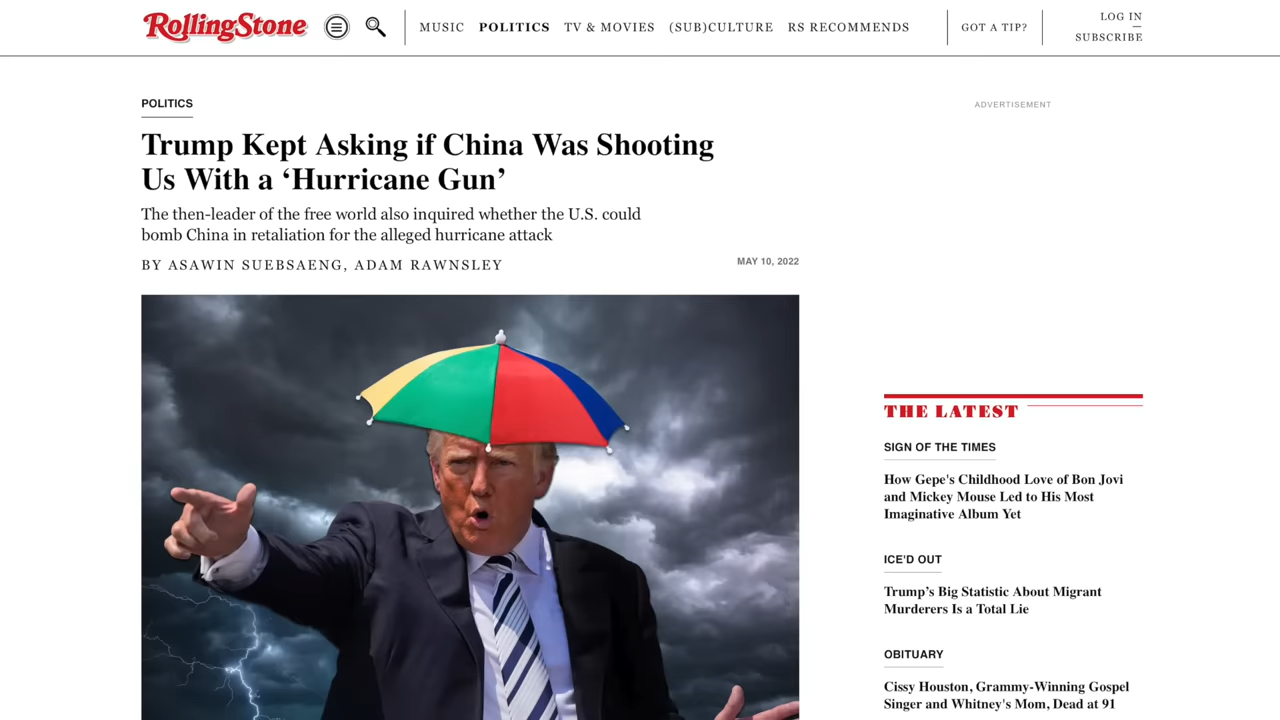 RollingStone
MUSIC POLITICS TV & MOVIES (SUB)CULTURE RS RECOMMENDS
GOT A TIP?
LOG IN
SUBSCRIBE
POLITICS
Trump Kept Asking if China Was Shooting
Us With a ‘Hurricane Gun’
The then-leader of the free world also inquired whether the U.S. could
bomb China in retaliation for the alleged hurricane attack
BY ASAWIN SUEBSAENG, ADAM RAWNSLEY
MAY 10, 2022
ADVERTISEMENT
THE LATEST
SIGN OF THE TIMES
How Gepe's Childhood Love of Bon Jovi
and Mickey Mouse Led to His Most
Imaginative Album Yet
ICE'D OUT
Trump’s Big Statistic About Migrant
Murderers Is a Total Lie
OBITUARY
Cissy Houston, Grammy-Winning Gospel
Singer and Whitney's Mom, Dead at 91